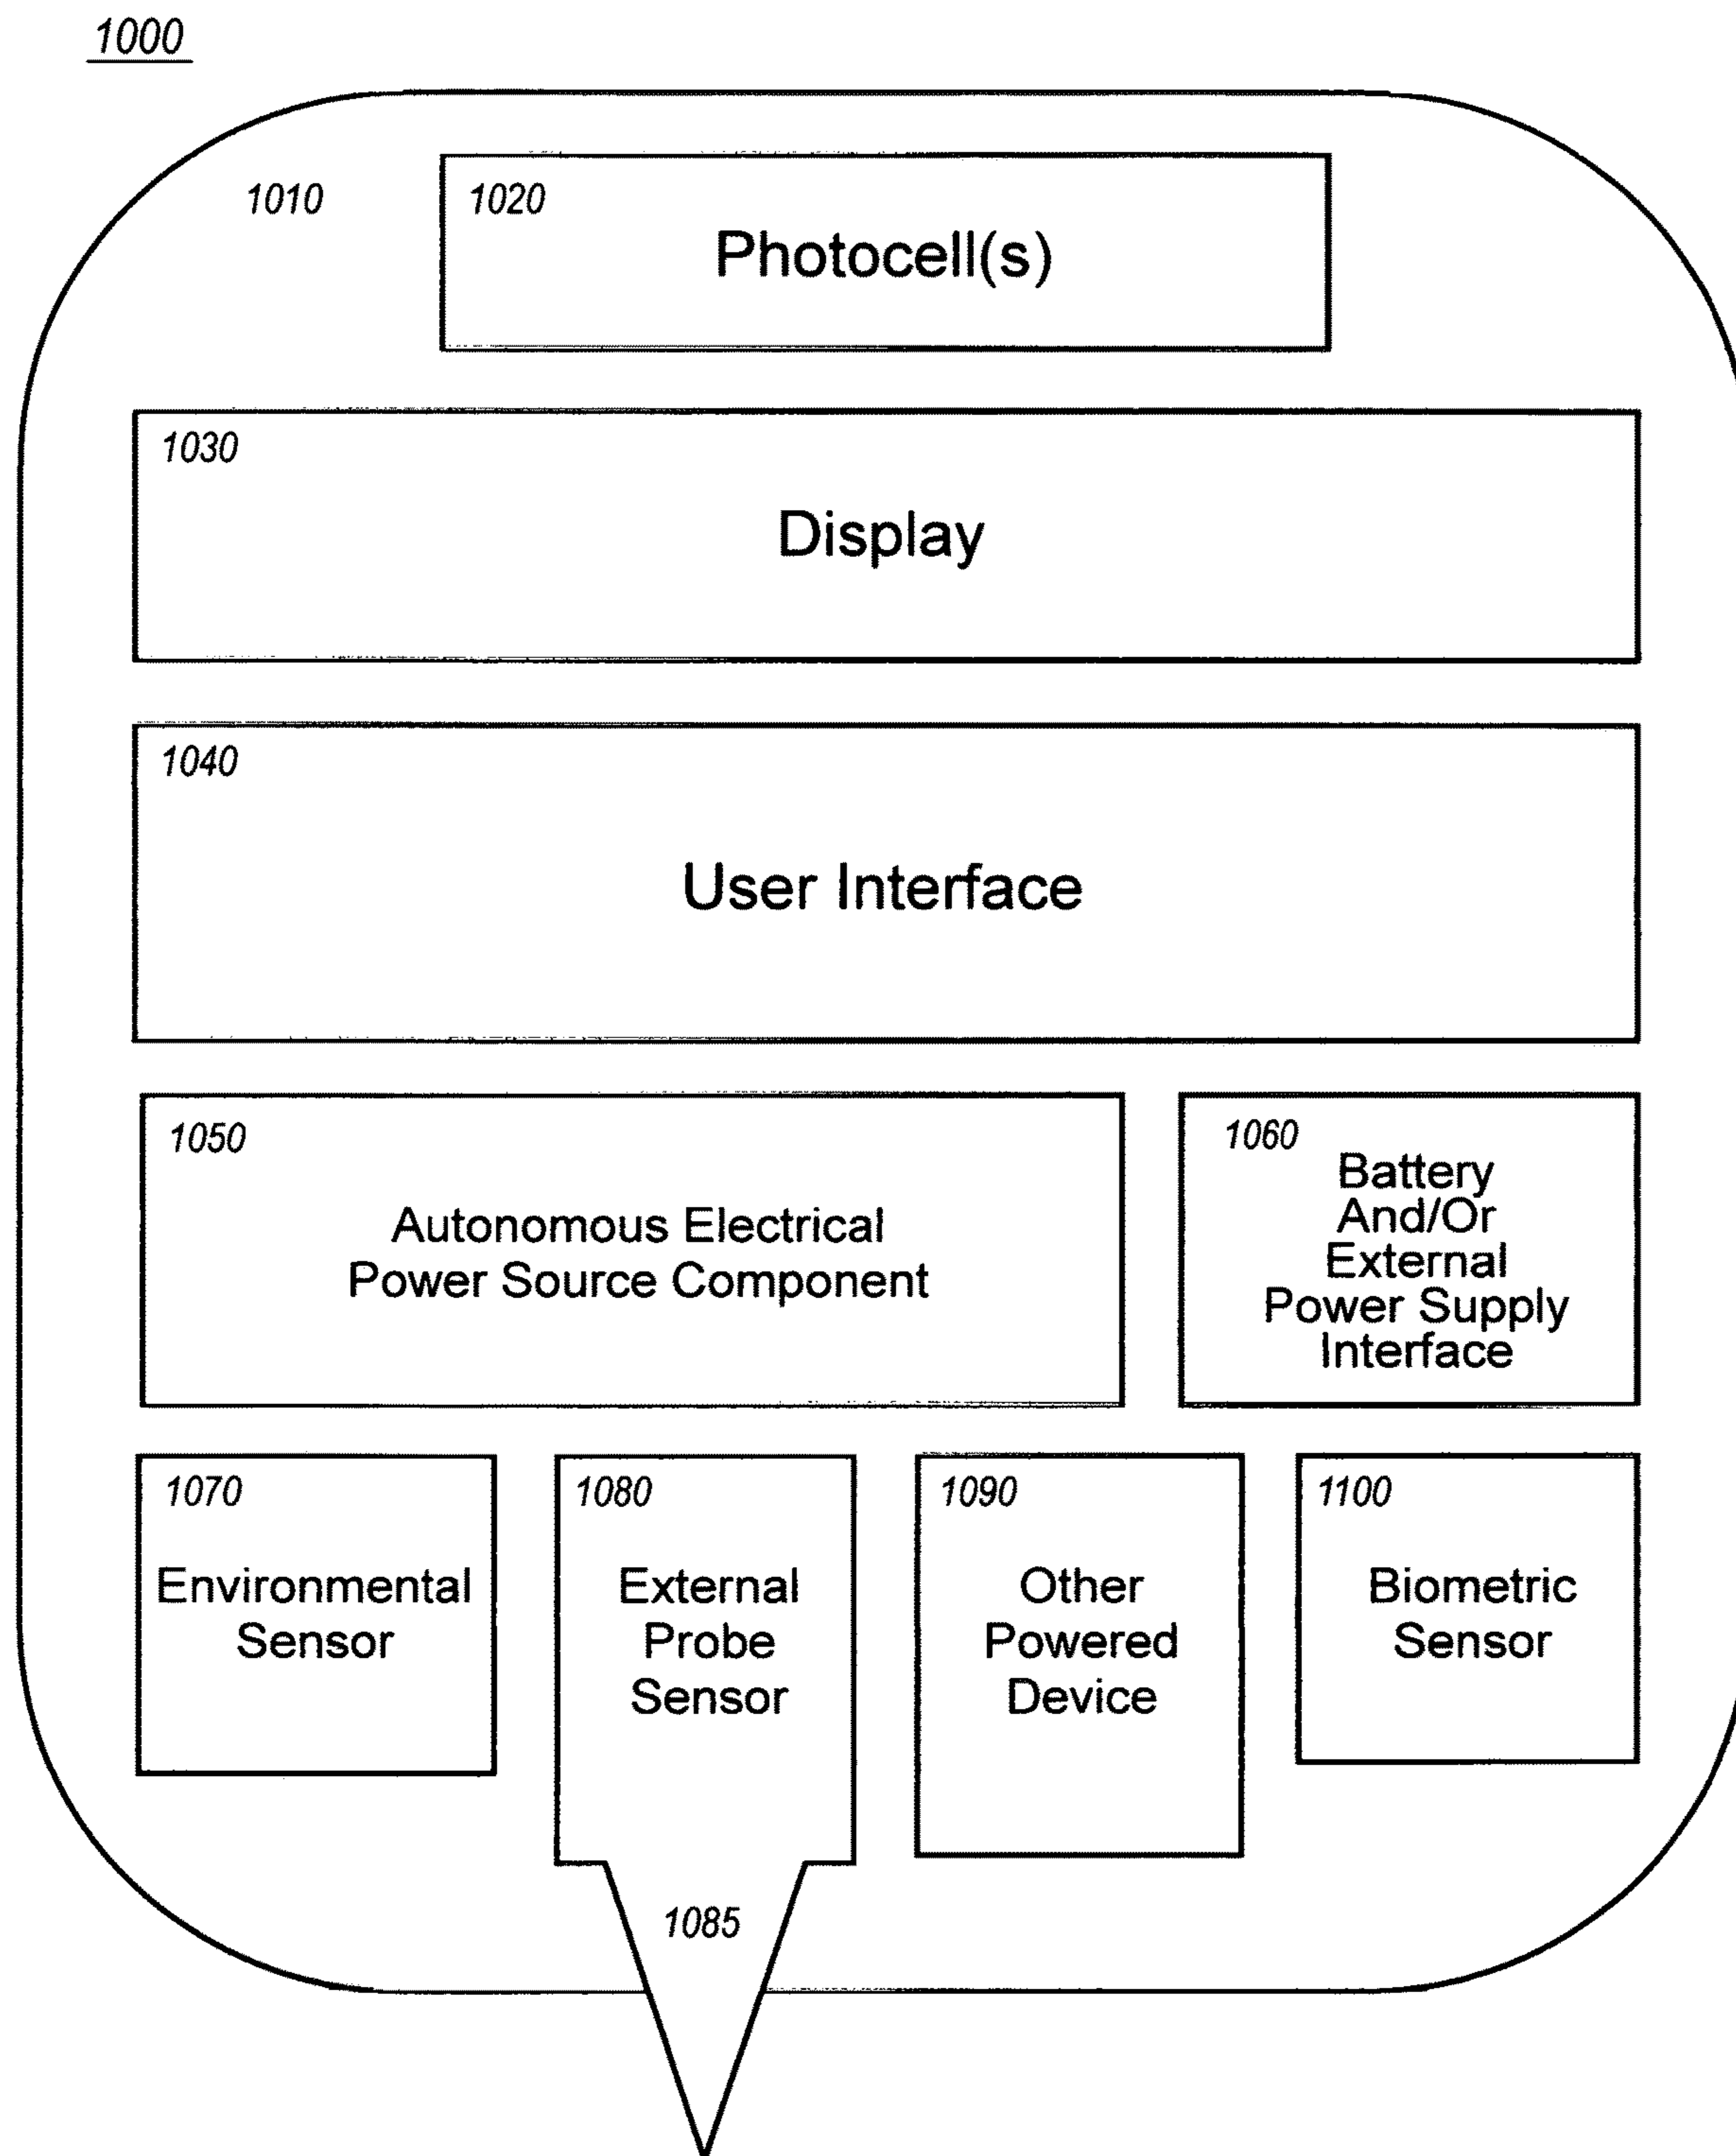 1000
1010
1020
Photocell(s)
1030
Display
1040
User Interface
1050
Autonomous Electrical
Power Source Component
1060
Battery
And/Or
External
Power Supply
Interface
1070
Environmental
Sensor
1080
External
Probe
Sensor
1085
1090
Other
Powered
Device
1100
Biometric
Sensor